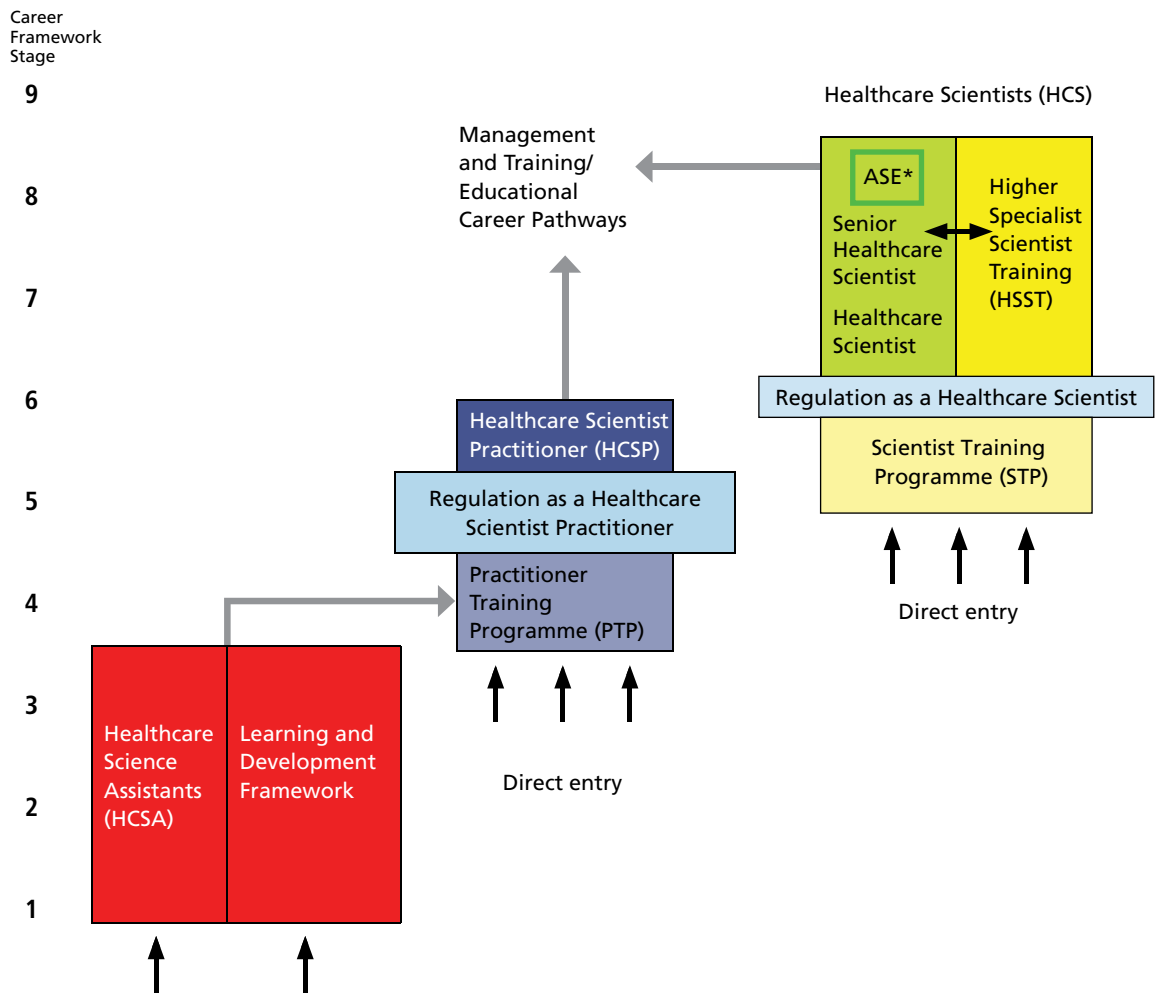 Career
Framework
Stage
9
8
7
6
5
4
3
2
1
Healthcare Scientists (HCS)
Management
and Training/
Educational
Career Pathways
ASE*
Senior
Healthcare
Scientist
Healthcare
Scientist
Higher
Specialist
Scientist
Training
(HSST)
Regulation as a Healthcare Scientist
Scientist Training
Programme (STP)
Direct entry
Healthcare Scientist
Practitioner (HCSP)
Regulation as a Healthcare
Scientist Practitioner
Practitioner
Training
Programme (PTP)
Direct entry
Healthcare
Science
Assistants
(HCSA)
Learning and
Development
Framework